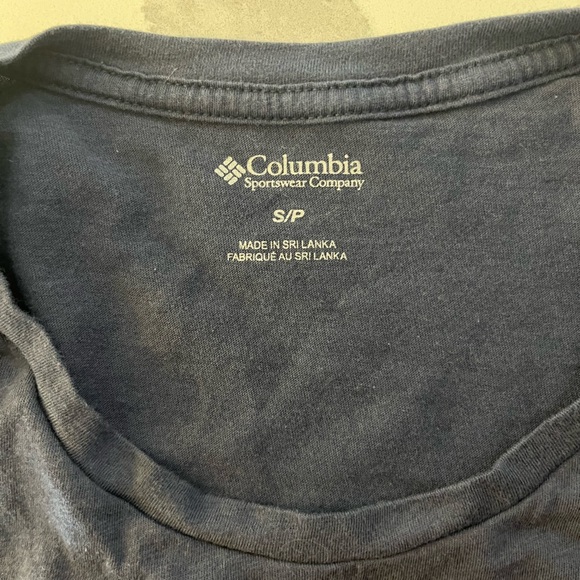 Columbia
Sportswear Company
S/P
MADE IN SRI LANKA
FABRIQUÉ AU SRI LANKA